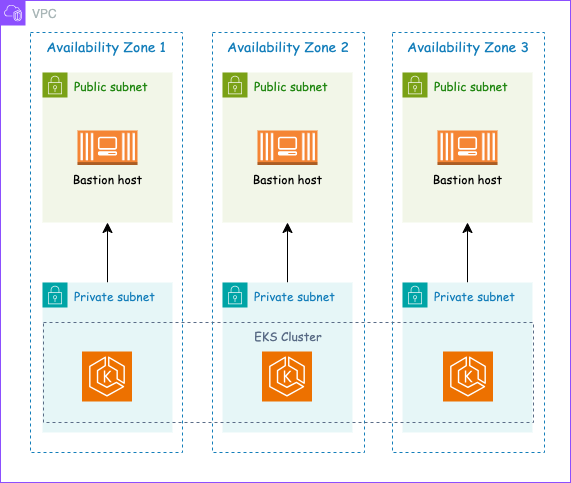 VPC
Availability Zone 1
Availability Zone 2
Availability Zone 3
Public subnet
Public subnet
Public subnet
Bastion host
Bastion host
Bastion host
Private subnet
Private subnet
Private subnet
EKS Cluster
K
K
K